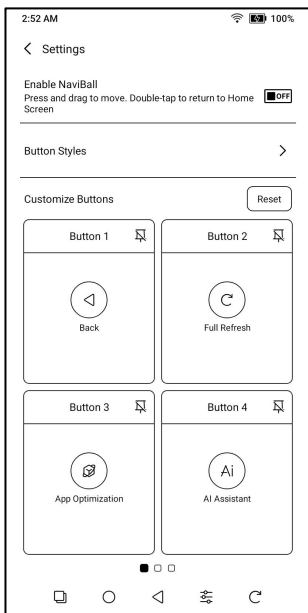 2:52 AM 100%
Settings
Enable NaviBall
Press and drag to move. Double-tap to return to Home
Screen
OFF
Button Styles
Customize Buttons
Reset
Button 1
Button 2
Back
Full Refresh
Button 3
Button 4
Ai
App Optimization
AI Assistant